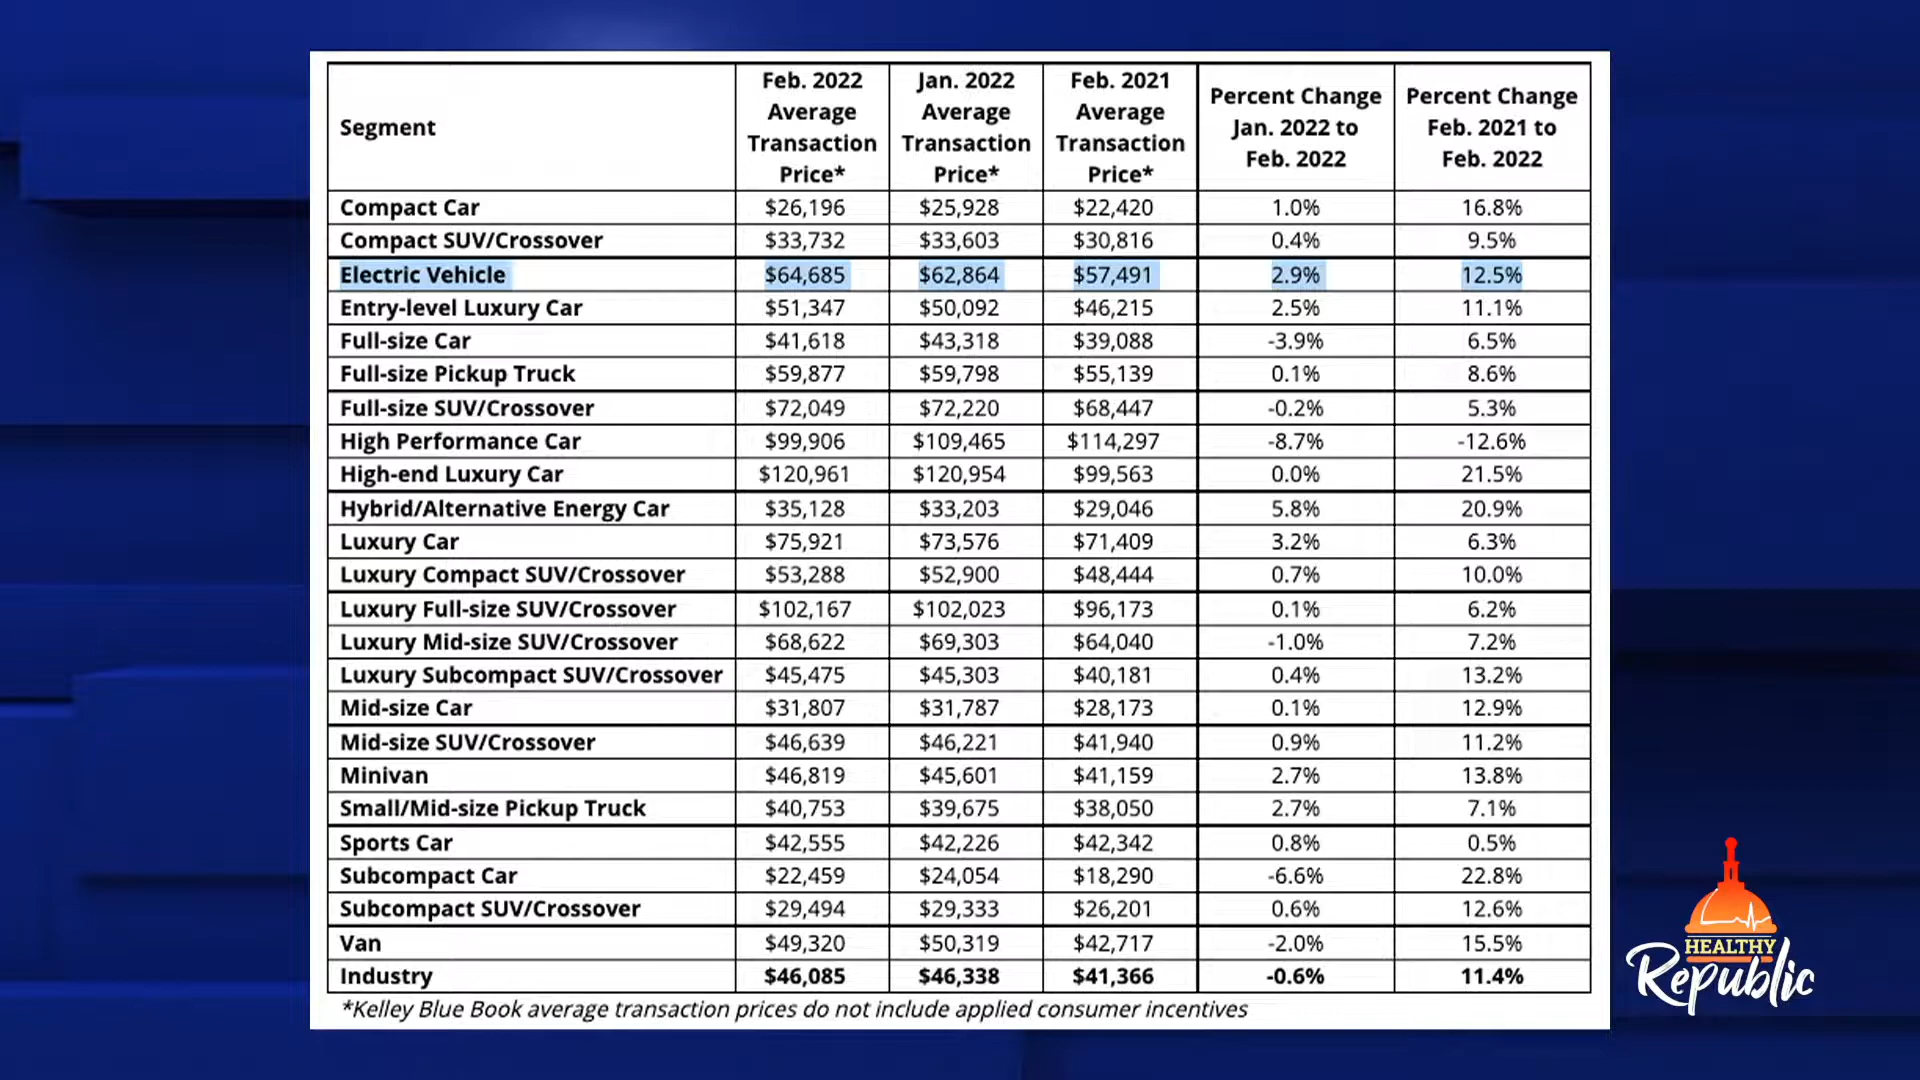 Segment Feb. 2022 Average Transaction Price* Jan. 2022 Average Transaction Price* Feb. 2021 Average Transaction Price* Percent Change Jan. 2022 to Feb. 2022 Percent Change Feb. 2021 to Feb. 2022
Compact Car $26,196 $25,928 $22,420 1.0% 16.8%
Compact SUV/Crossover $33,732 $33,603 $30,816 0.4% 9.5%
Electric Vehicle $64,685 $62,864 $57,491 2.9% 12.5%
Entry-level Luxury Car $51,347 $50,092 $46,215 2.5% 11.1%
Full-size Car $41,618 $43,318 $39,088 -3.9% 6.5%
Full-size Pickup Truck $59,877 $59,798 $55,139 0.1% 8.6%
Full-size SUV/Crossover $72,049 $72,220 $68,447 -0.2% 5.3%
High Performance Car $99,906 $109,465 $114,297 -8.7% -12.6%
High-end Luxury Car $120,961 $120,954 $99,563 0.0% 21.5%
Hybrid/Alternative Energy Car $35,128 $33,203 $29,046 5.8% 20.9%
Luxury Car $75,921 $73,576 $71,409 3.2% 6.3%
Luxury Compact SUV/Crossover $53,288 $52,900 $48,444 0.7% 10.0%
Luxury Full-size SUV/Crossover $102,167 $102,023 $96,173 0.1% 6.2%
Luxury Mid-size SUV/Crossover $68,622 $69,303 $64,040 -1.0% 7.2%
Luxury Subcompact SUV/Crossover $45,475 $45,303 $40,181 0.4% 13.2%
Mid-size Car $31,807 $31,787 $28,173 0.1% 12.9%
Mid-size SUV/Crossover $46,639 $46,221 $41,940 0.9% 11.2%
Minivan $46,819 $45,601 $41,159 2.7% 13.8%
Small/Mid-size Pickup Truck $40,753 $39,675 $38,050 2.7% 7.1%
Sports Car $42,555 $42,226 $42,342 0.8% 0.5%
Subcompact Car $22,459 $24,054 $18,290 -6.6% 22.8%
Subcompact SUV/Crossover $29,494 $29,333 $26,201 0.6% 12.6%
Van $49,320 $50,319 $42,717 -2.0% 15.5%
Industry $46,085 $46,338 $41,366 -0.6% 11.4%
*Kelley Blue Book average transaction prices do not include applied consumer incentives
HEALTHY
Republic